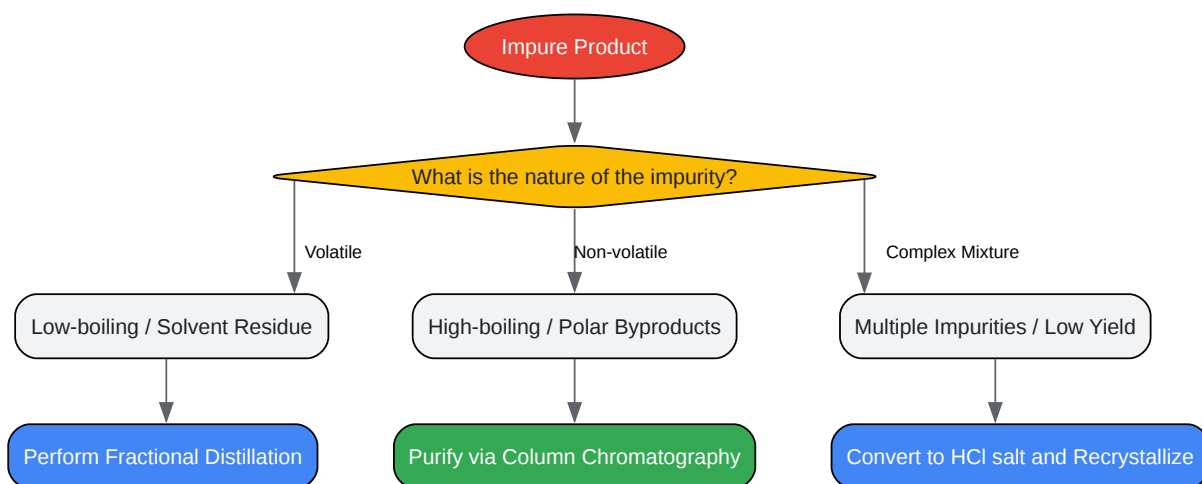 Impure Product
What is the nature of the impurity?
Volatile
Non-volatile
Complex Mixture
Low-boiling / Solvent Residue
High-boiling / Polar Byproducts
Multiple Impurities / Low Yield
Perform Fractional Distillation
Purify via Column Chromatography
Convert to HCl salt and Recrystallize